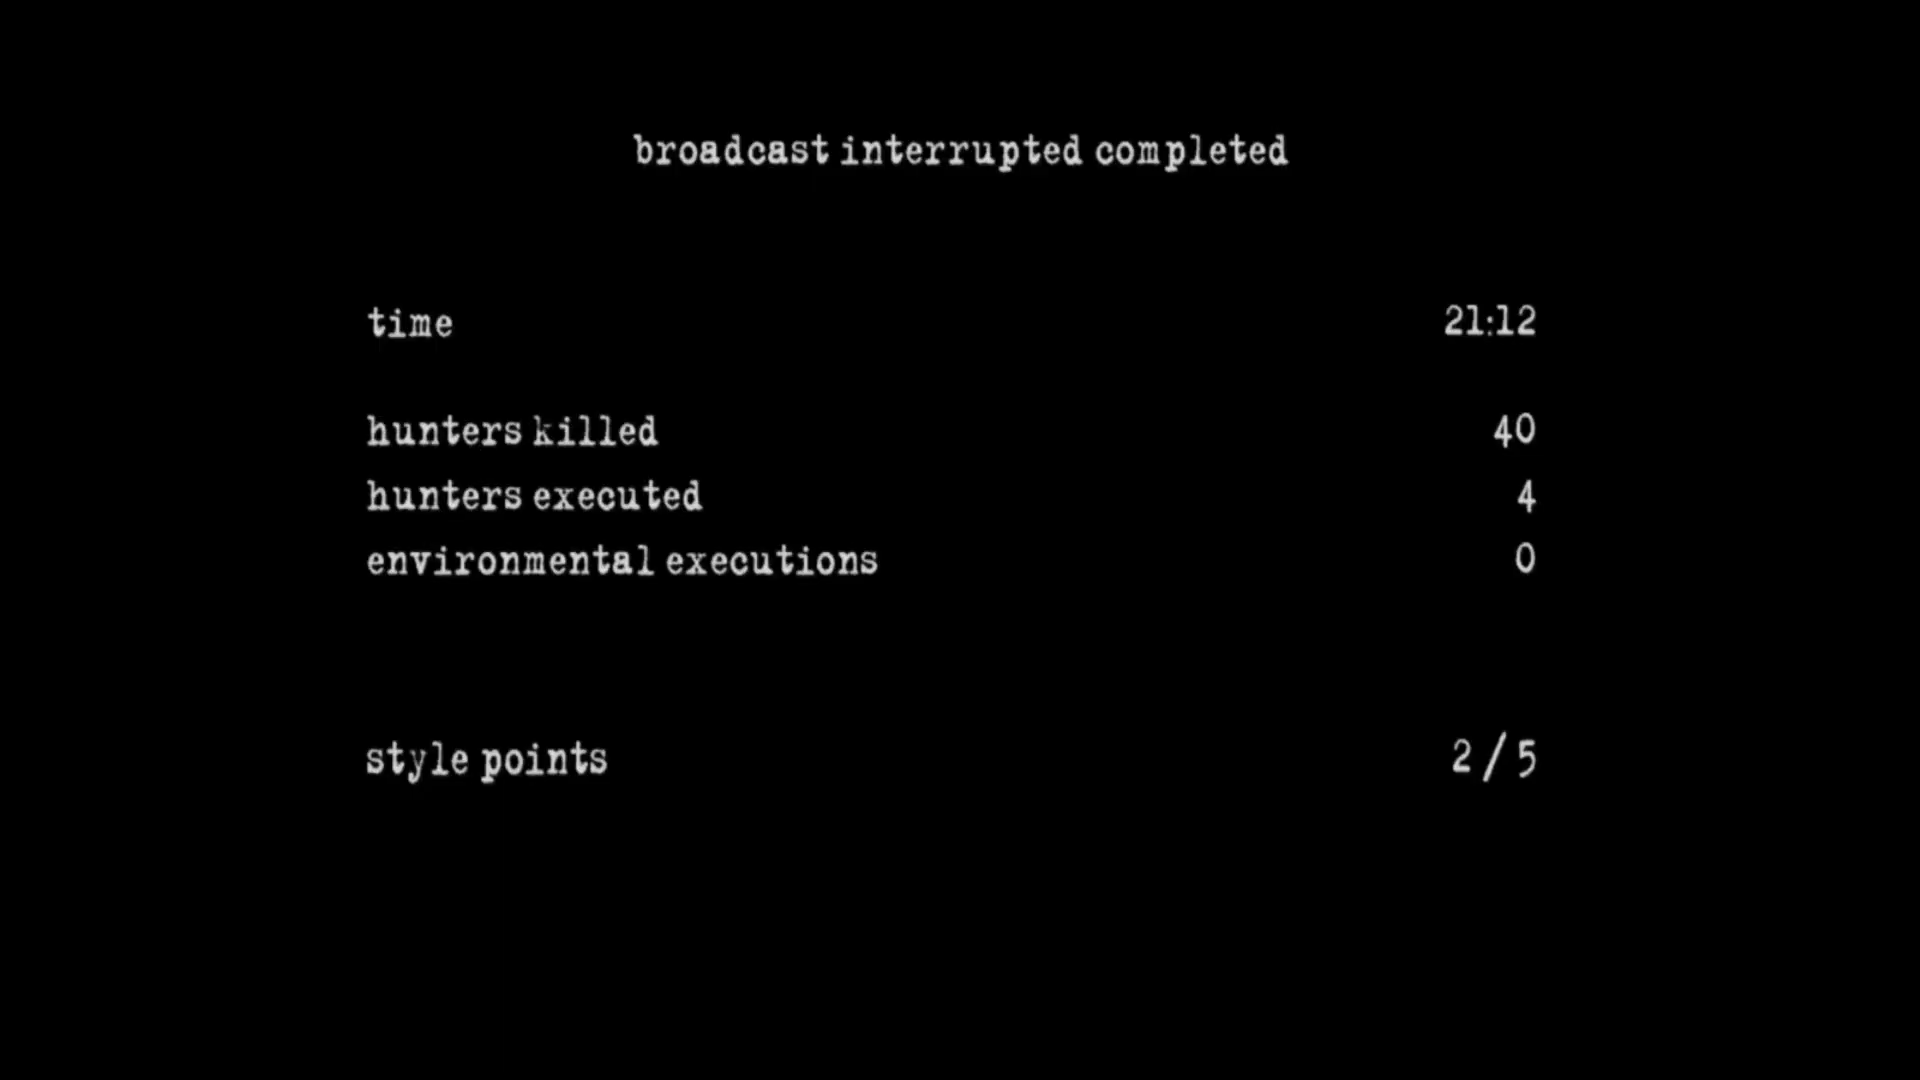 broadcast interrupted completed
time 21:12
hunters killed 40
hunters executed 4
environmental executions 0
style points 2 / 5